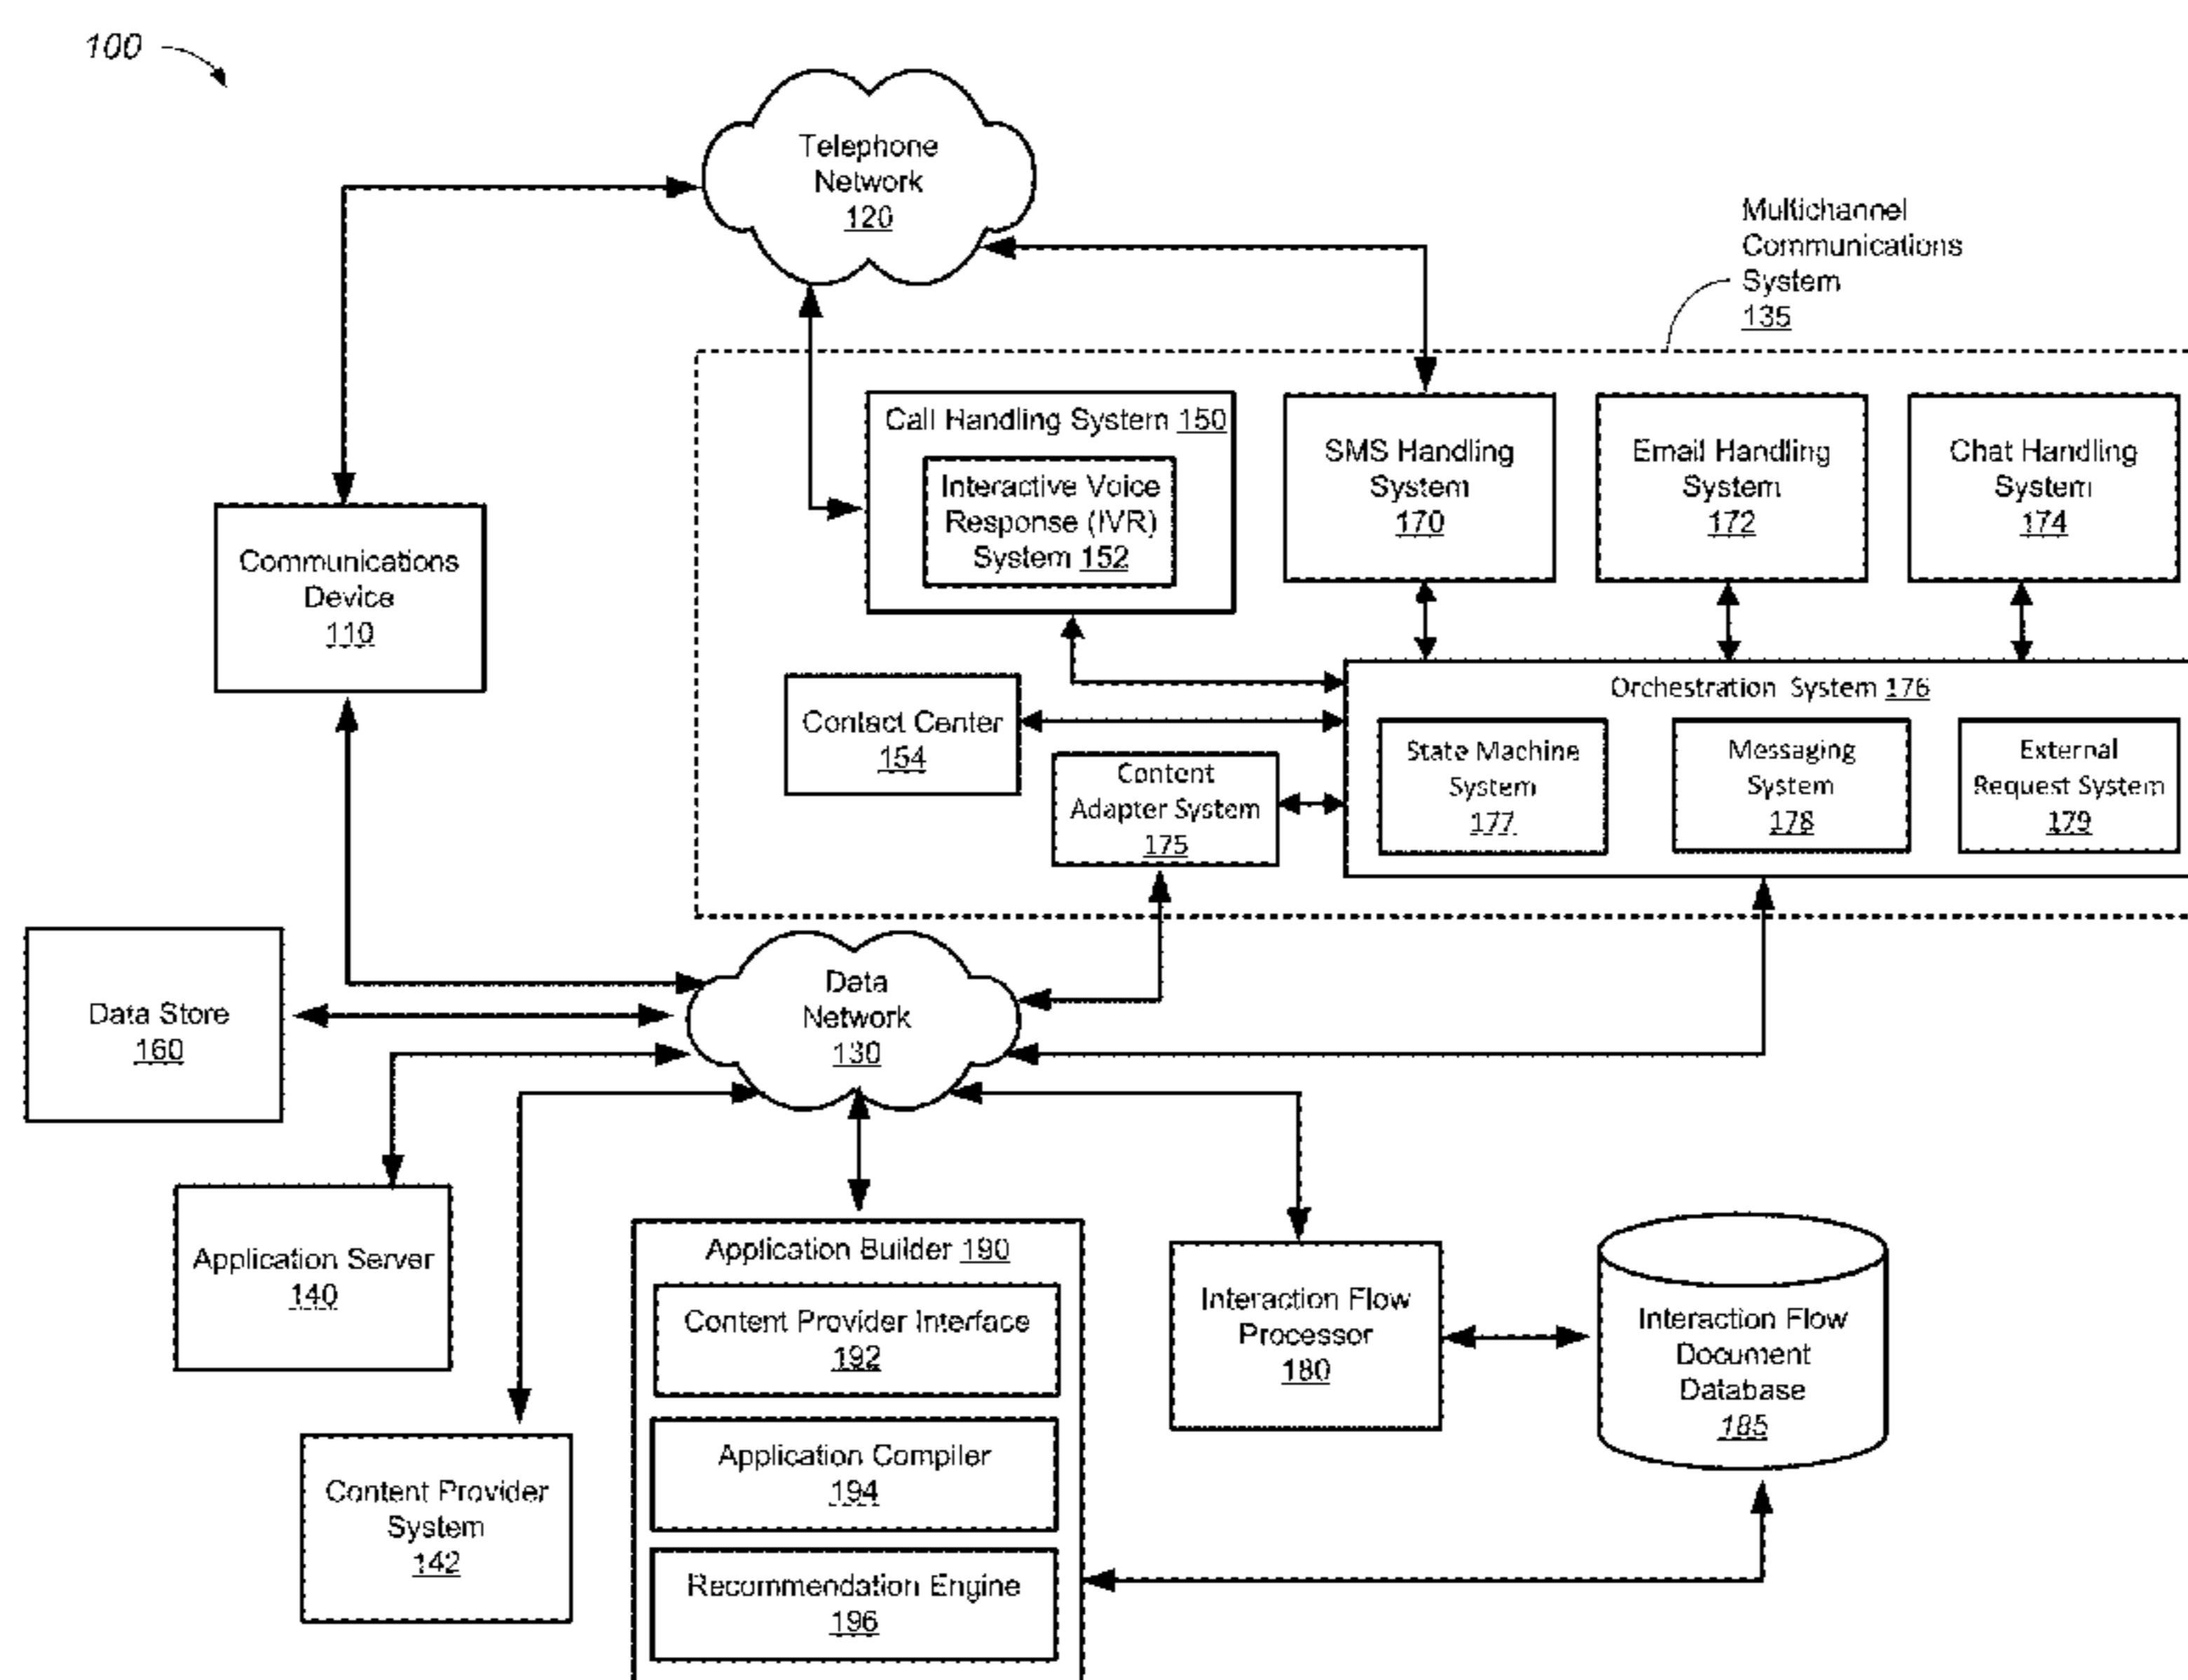 100
Telephone
Network
120
Multichannel
Communications
System
135
Call Handling System 150
Interactive Voice
Response (IVR)
System 152
SMS Handling
System
170
Email Handling
System
172
Chat Handling
System
174
Communications
Device
110
Contact Center
154
Content
Adapter System
175
Orchestration System 176
State Machine
System
177
Messaging
System
178
External
Request System
179
Data Store
160
Data
Network
130
Application Server
140
Content Provider
System
142
Application Builder 190
Content Provider Interface
192
Application Compiler
194
Recommendation Engine
196
Interaction Flow
Processor
180
Interaction Flow
Document
Database
185